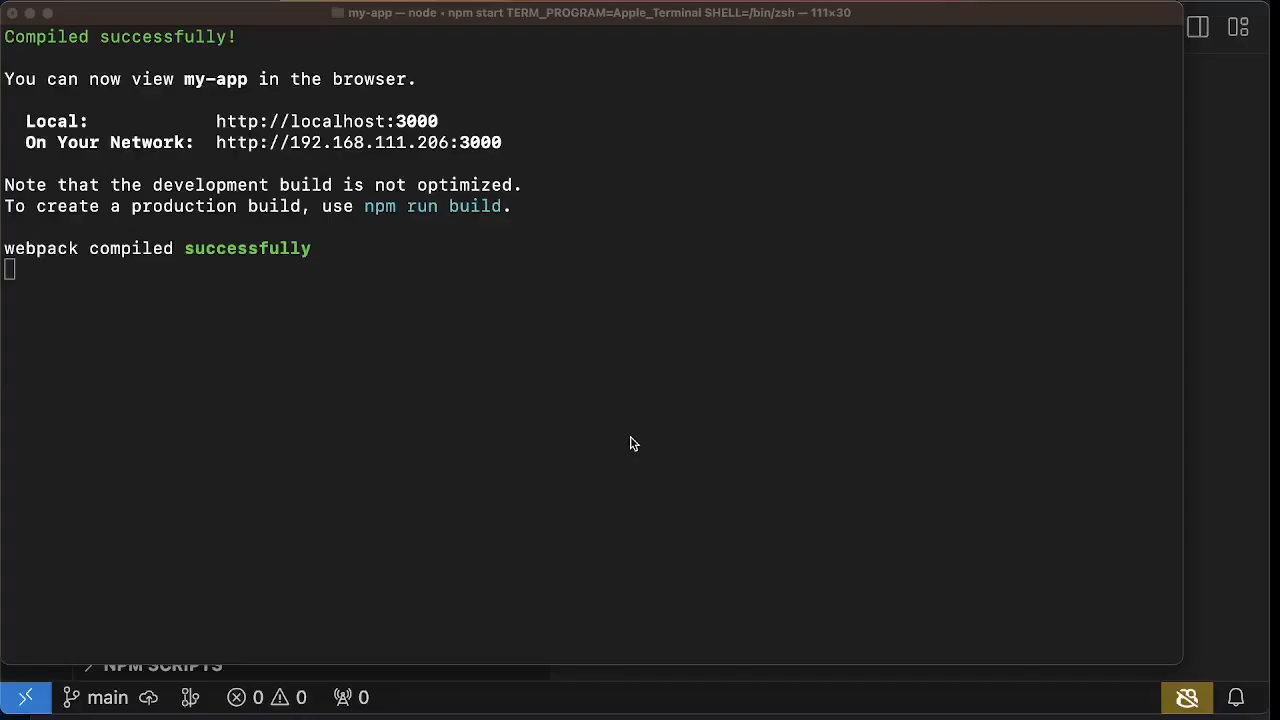 my-app — node • npm start TERM_PROGRAM=Apple_Terminal SHELL=/bin/zsh — 111×30
Compiled successfully!
You can now view my-app in the browser.
Local: http://localhost:3000
On Your Network: http://192.168.111.206:3000
Note that the development build is not optimized.
To create a production build, use npm run build.
webpack compiled successfully
NPM SCRIPTS
main 0 0 0